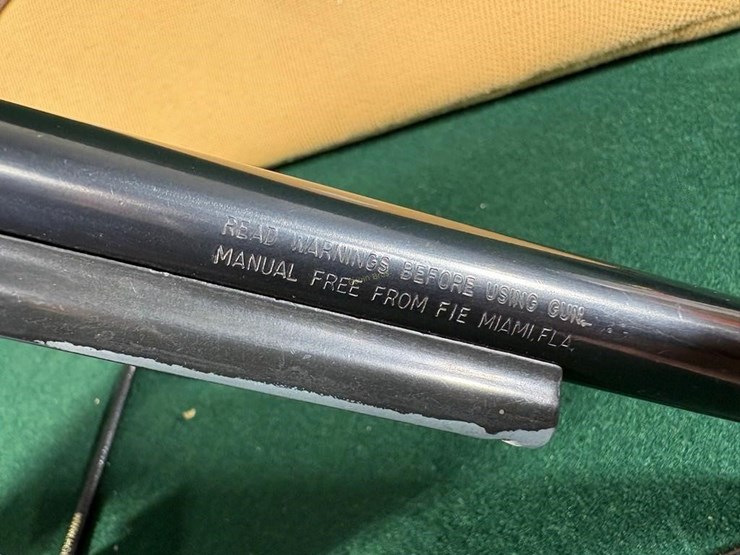 READ WARNINGS BEFORE USING GUN.
MANUAL FREE FROM FIE MIAMI, FLA.